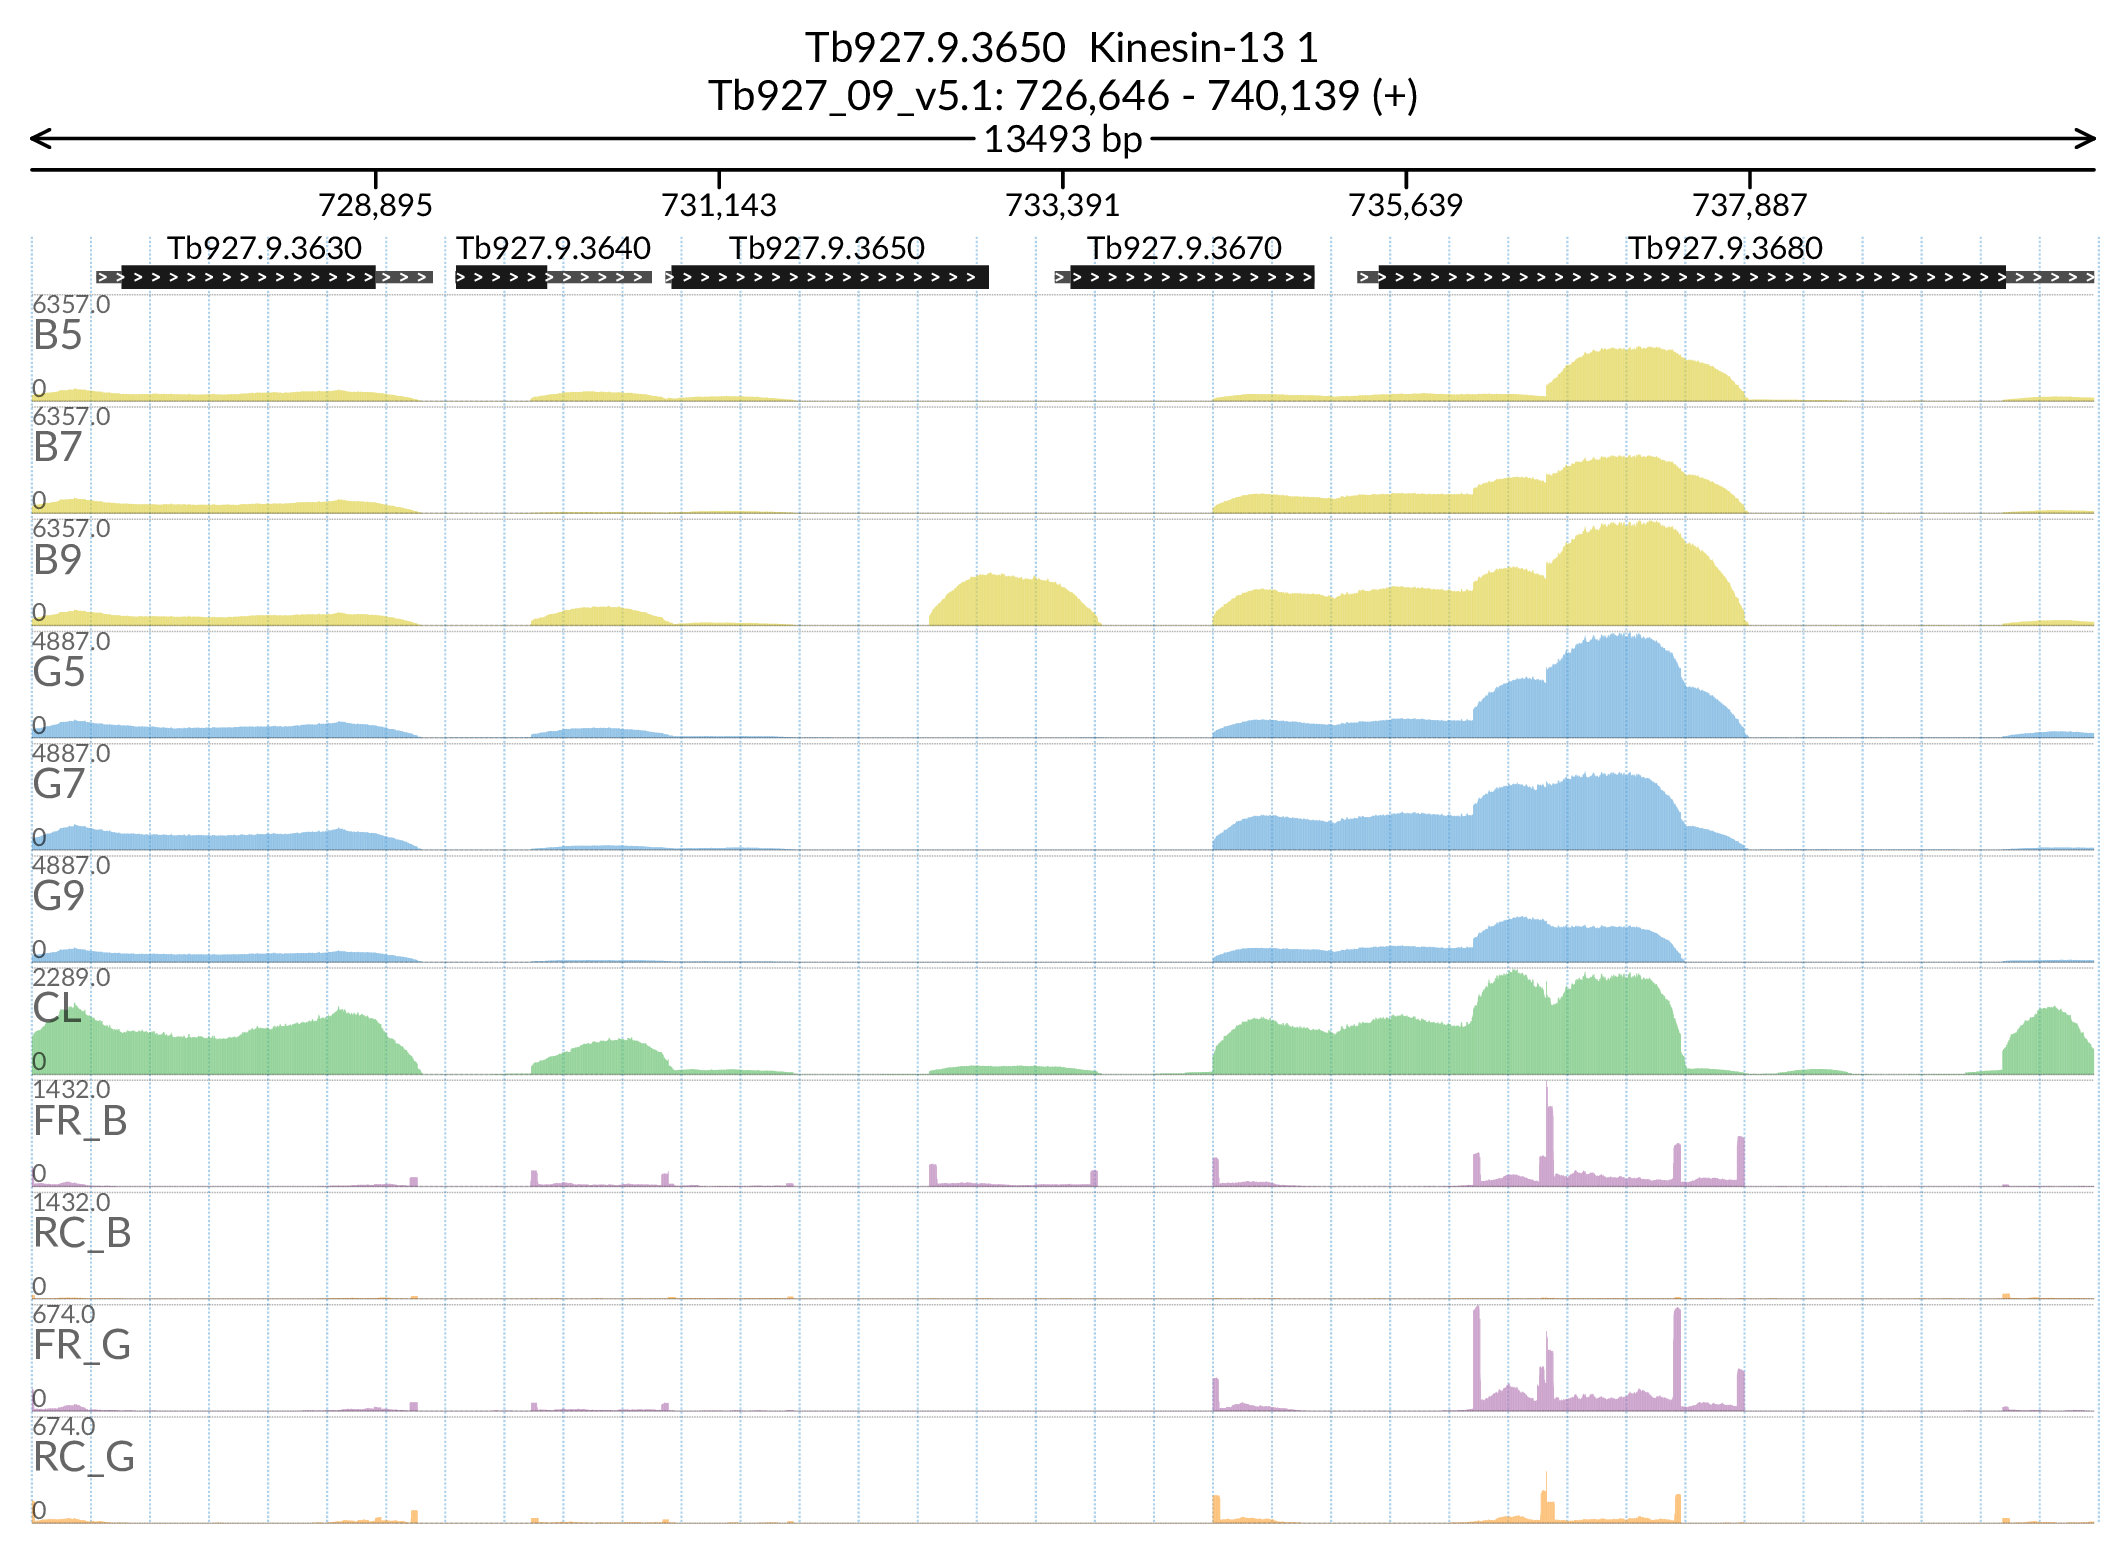 Tb927.9.3650 Kinesin-13 1
Tb927_09_v5.1: 726,646 - 740,139 (+)
13493 bp
728,895 731,143 733,391 735,639 737,887
Tb927.9.3630 Tb927.9.3640 Tb927.9.3650 Tb927.9.3670 Tb927.9.3680
6357.0
B5
0
6357.0
B7
0
6357.0
B9
0
4887.0
G5
0
4887.0
G7
0
4887.0
G9
0
2289.0
CL
0
1432.0
FR_B
0
1432.0
RC_B
0
674.0
FR_G
0
674.0
RC_G
0